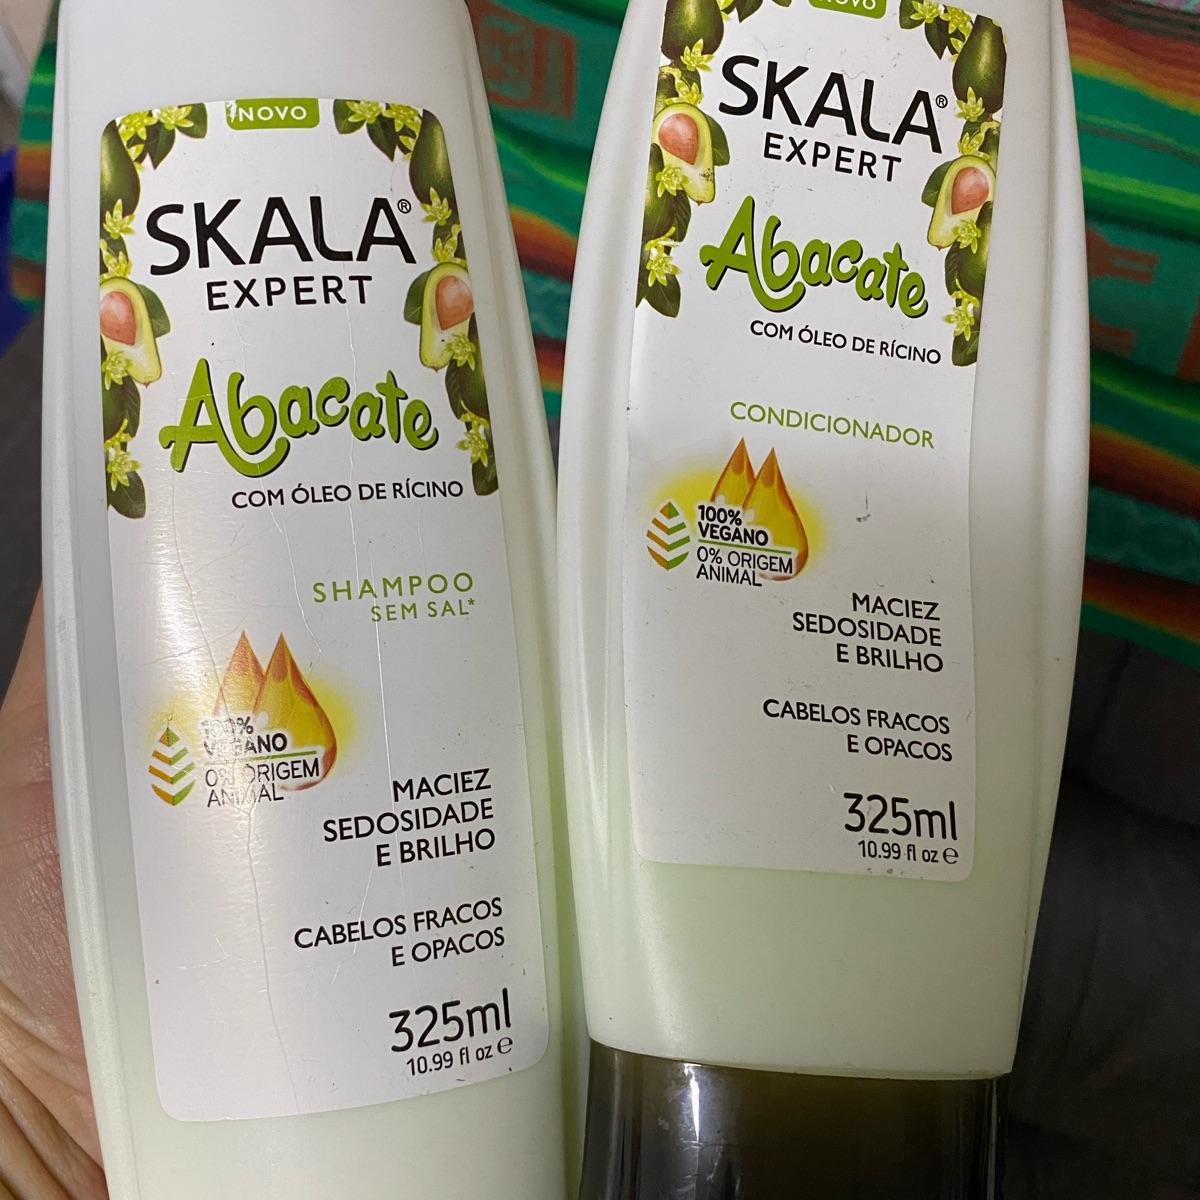 NOVO
SKALA®
EXPERT
Abacate
COM ÓLEO DE RÍCINO
SHAMPOO
SEM SAL*
100%
VEGANO
0% ORIGEM
ANIMAL
MACIEZ
SEDOSIDADE
E BRILHO
CABELOS FRACOS
E OPACOS
325ml
10.99 fl oz ℮
NOVO
SKALA®
EXPERT
Abacate
COM ÓLEO DE RÍCINO
CONDICIONADOR
100%
VEGANO
0% ORIGEM
ANIMAL
MACIEZ
SEDOSIDADE
E BRILHO
CABELOS FRACOS
E OPACOS
325ml
10.99 fl oz ℮